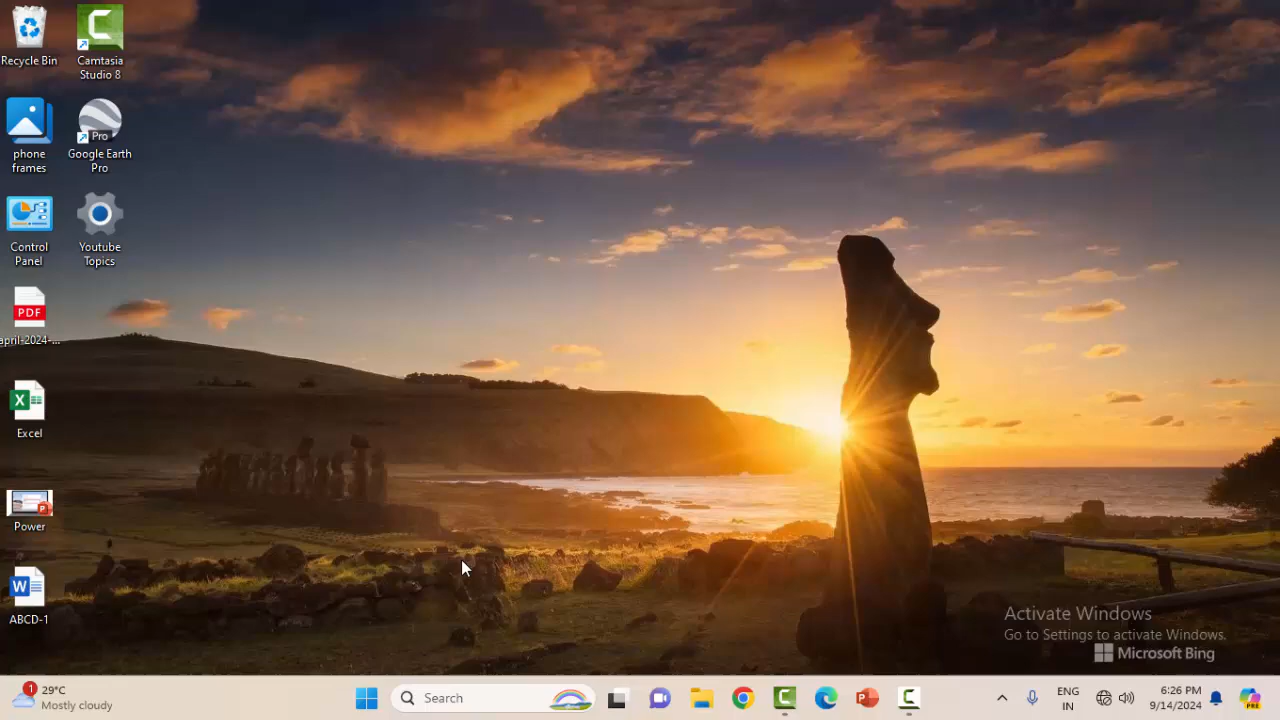 Recycle Bin
Camtasia
Studio 8
phone
frames
Pro
Google Earth
Pro
Control
Panel
Youtube
Topics
PDF
april-2024-...
X
Excel
P
Power
W
ABCD-1
Activate Windows
Go to Settings to activate Windows.
Microsoft Bing
1
29°C
Mostly cloudy
Search
P
ENG
IN
6:26 PM
9/14/2024
PRE